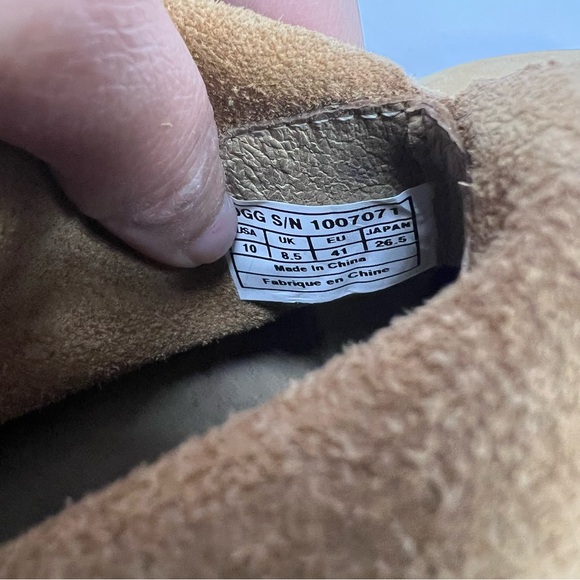 UGG S/N 1007071
USA UK EU JAPAN
10 8.5 41 26.5
Made In China
Fabrique en Chine